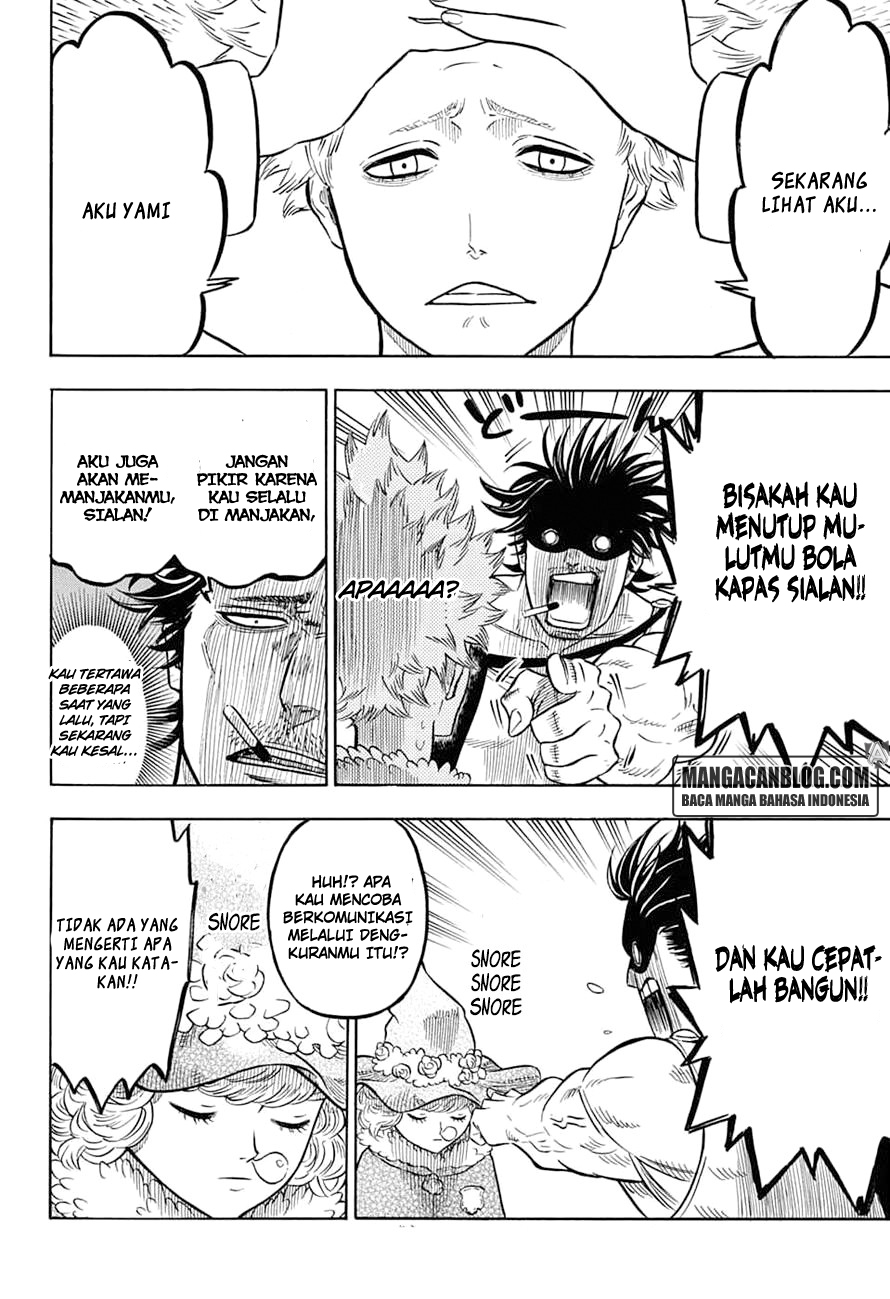 SEKARANG
LIHAT AKU...
AKU YAMI
BISAKAH KAU
MENUTUP MU-
LUTMU BOLA
KAPAS SIALAN!!
ど
APAAAAA?
JANGAN
PIKIR KARENA
KAU SELALU
DI MANJAKAN,
AKU JUGA
AKAN ME-
MANJAKANMU,
SIALAN!
KAU TERTAWA
BEBERAPA
SAAT YANG
LALU, TAPI
SEKARANG
KAU KESAL...
MANGACANBLOG.COM
BACA MANGA BAHASA INDONESIA
DAN KAU CEPAT-
LAH BANGUN!!
SNORE
SNORE
SNORE
HUH!? APA
KAU MENCOBA
BERKOMUNIKASI
MELALUI DENG-
KURANMU ITU!?
SNORE
TIDAK ADA YANG
MENGERTI APA
YANG KAU KATA-
KAN!!